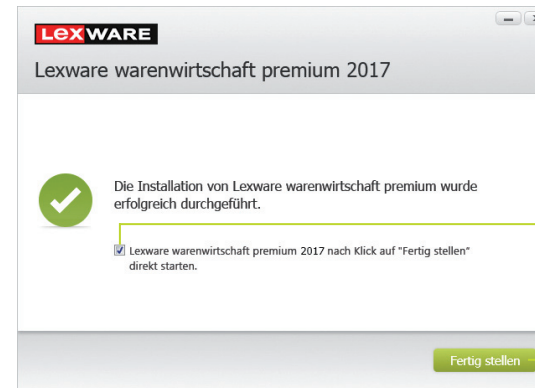 LEXWARE
Lexware warenwirtschaft premium 2017
Die Installation von Lexware warenwirtschaft premium wurde
erfolgreich durchgeführt.
Lexware warenwirtschaft premium 2017 nach Klick auf "Fertig stellen"
direkt starten.
Fertig stellen